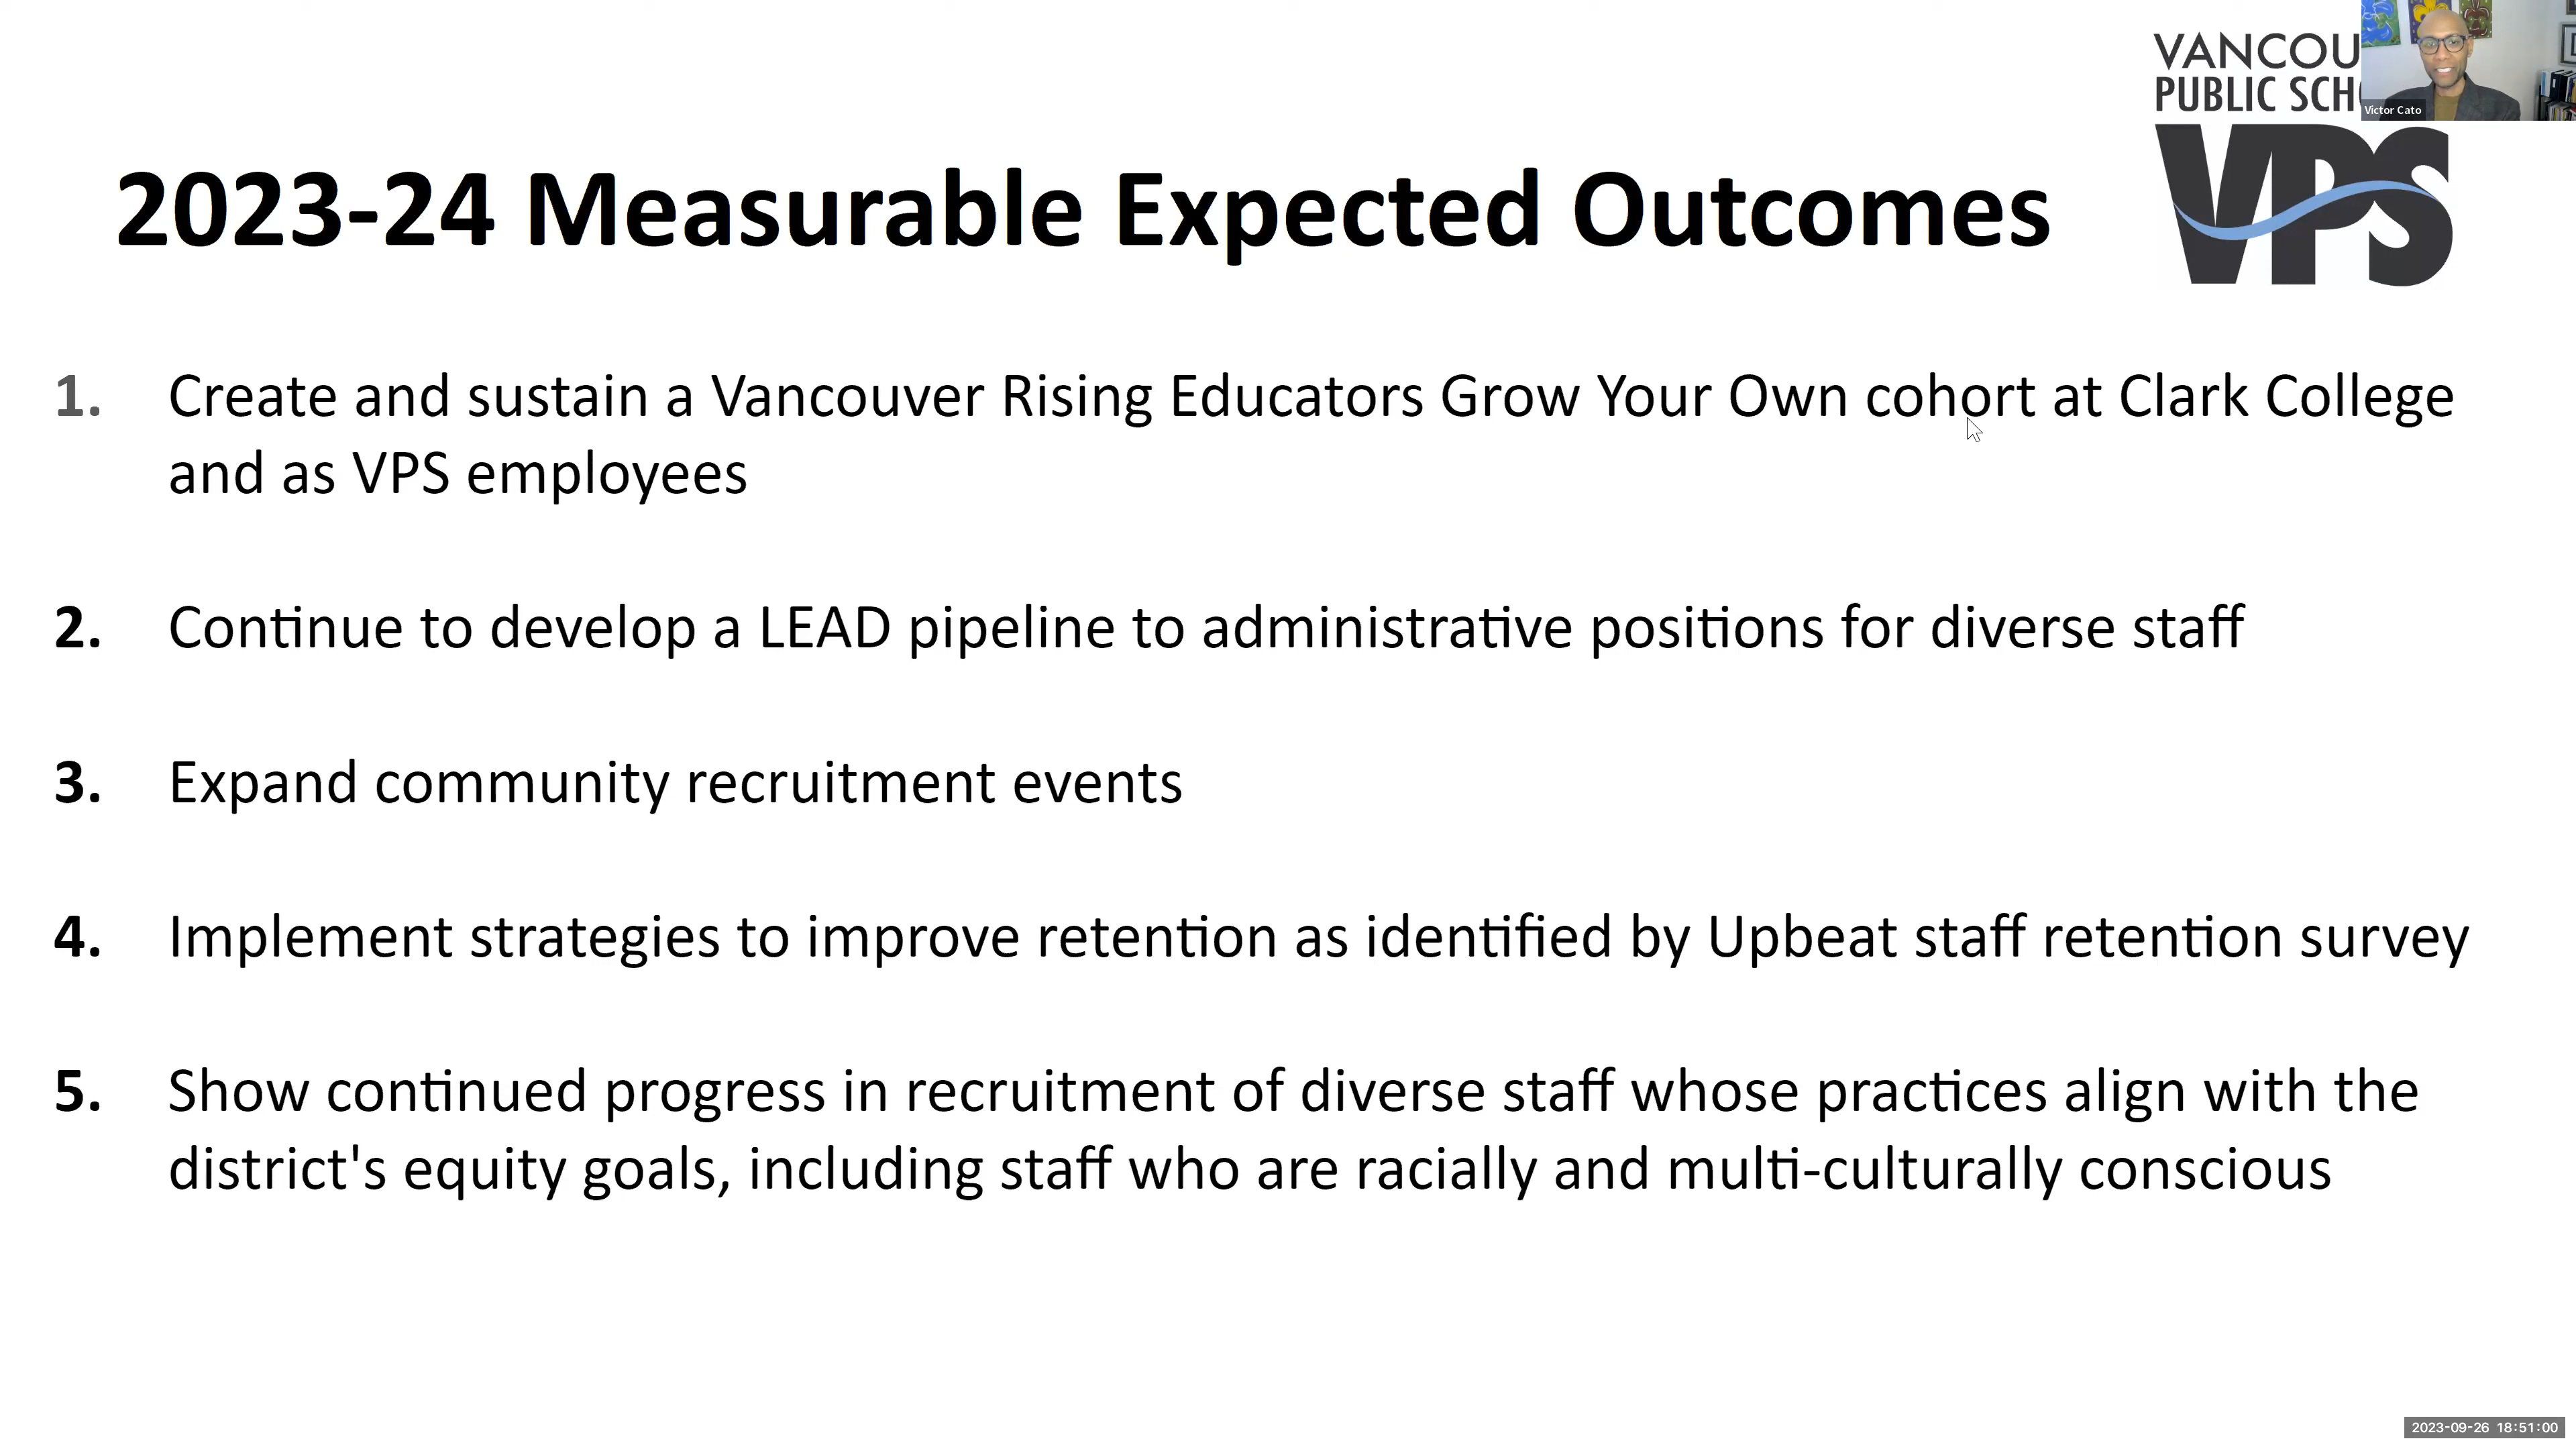 VANCOU
PUBLIC SCH
Victor Cato
VPS
2023-24 Measurable Expected Outcomes
1. Create and sustain a Vancouver Rising Educators Grow Your Own cohort at Clark College
and as VPS employees
2. Continue to develop a LEAD pipeline to administrative positions for diverse staff
3. Expand community recruitment events
4. Implement strategies to improve retention as identified by Upbeat staff retention survey
5. Show continued progress in recruitment of diverse staff whose practices align with the
district's equity goals, including staff who are racially and multi-culturally conscious
2023-09-26 18:51:00